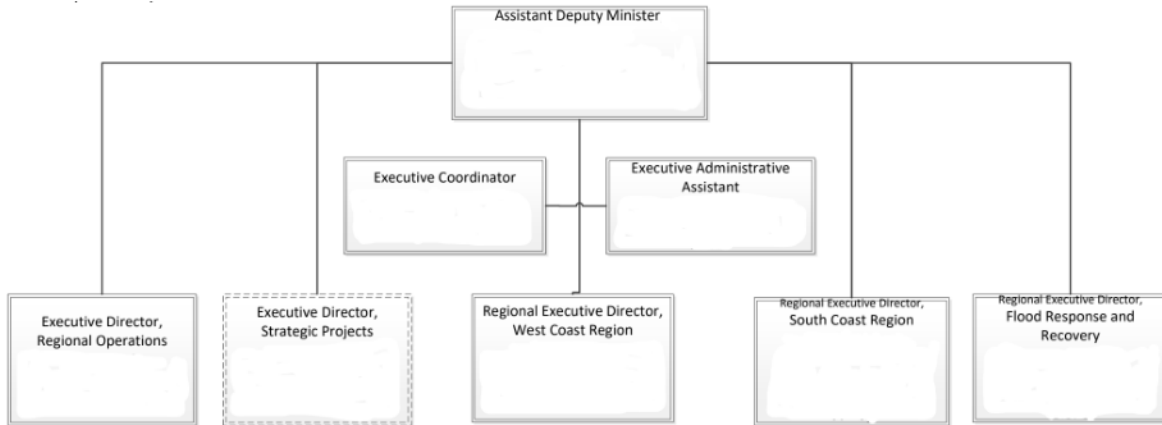 Assistant Deputy Minister
Executive Coordinator
Executive Administrative
Assistant
Executive Director,
Regional Operations
Executive Director,
Strategic Projects
Regional Executive Director,
West Coast Region
Regional Executive Director,
South Coast Region
Regional Executive Director,
Flood Response and
Recovery